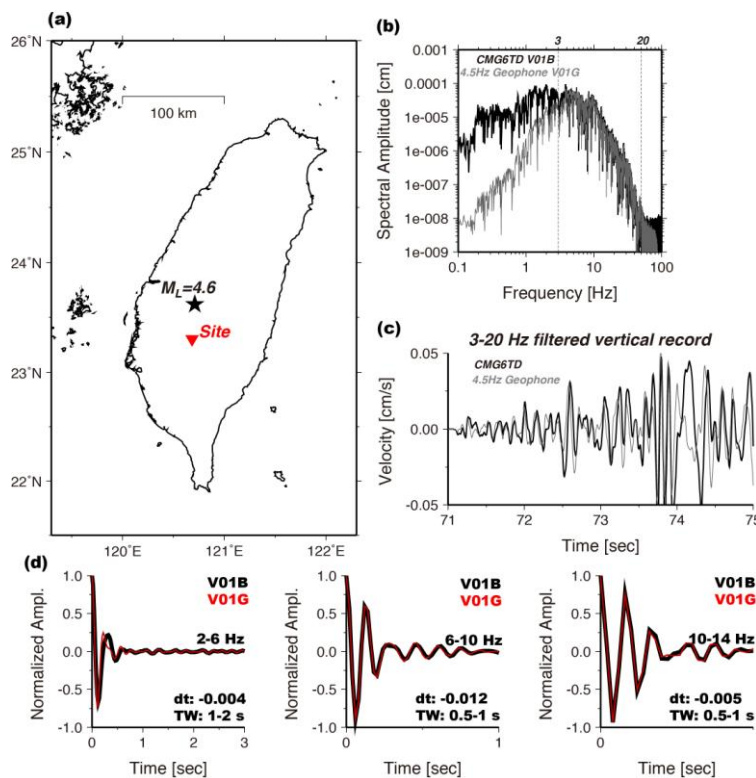 (a)
26°N
25°N
24°N
23°N
22°N
100 km
M_L=4.6
Site
120°E
121°E
122°E
(b)
3
20
CMG6TD V01B
4.5Hz Geophone V01G
Spectral Amplitude [cm]
0.001
0.0001
1e-005
1e-006
1e-007
1e-008
1e-009
0.1
1
10
100
Frequency [Hz]
(c)
3-20 Hz filtered vertical record
CMG6TD
4.5Hz Geophone
Velocity [cm/s]
0.05
0.00
-0.05
71
72
73
74
75
Time [sec]
(d)
Normalized Ampl.
1.0
0.5
0.0
-0.5
-1.0
V01B
V01G
2-6 Hz
dt: -0.004
TW: 1-2 s
0
1
2
3
Time [sec]
Normalized Ampl.
1.0
0.5
0.0
-0.5
-1.0
V01B
V01G
6-10 Hz
dt: -0.012
TW: 0.5-1 s
0
1
Time [sec]
Normalized Ampl.
1.0
0.5
0.0
-0.5
-1.0
V01B
V01G
10-14 Hz
dt: -0.005
TW: 0.5-1 s
0
Time [sec]